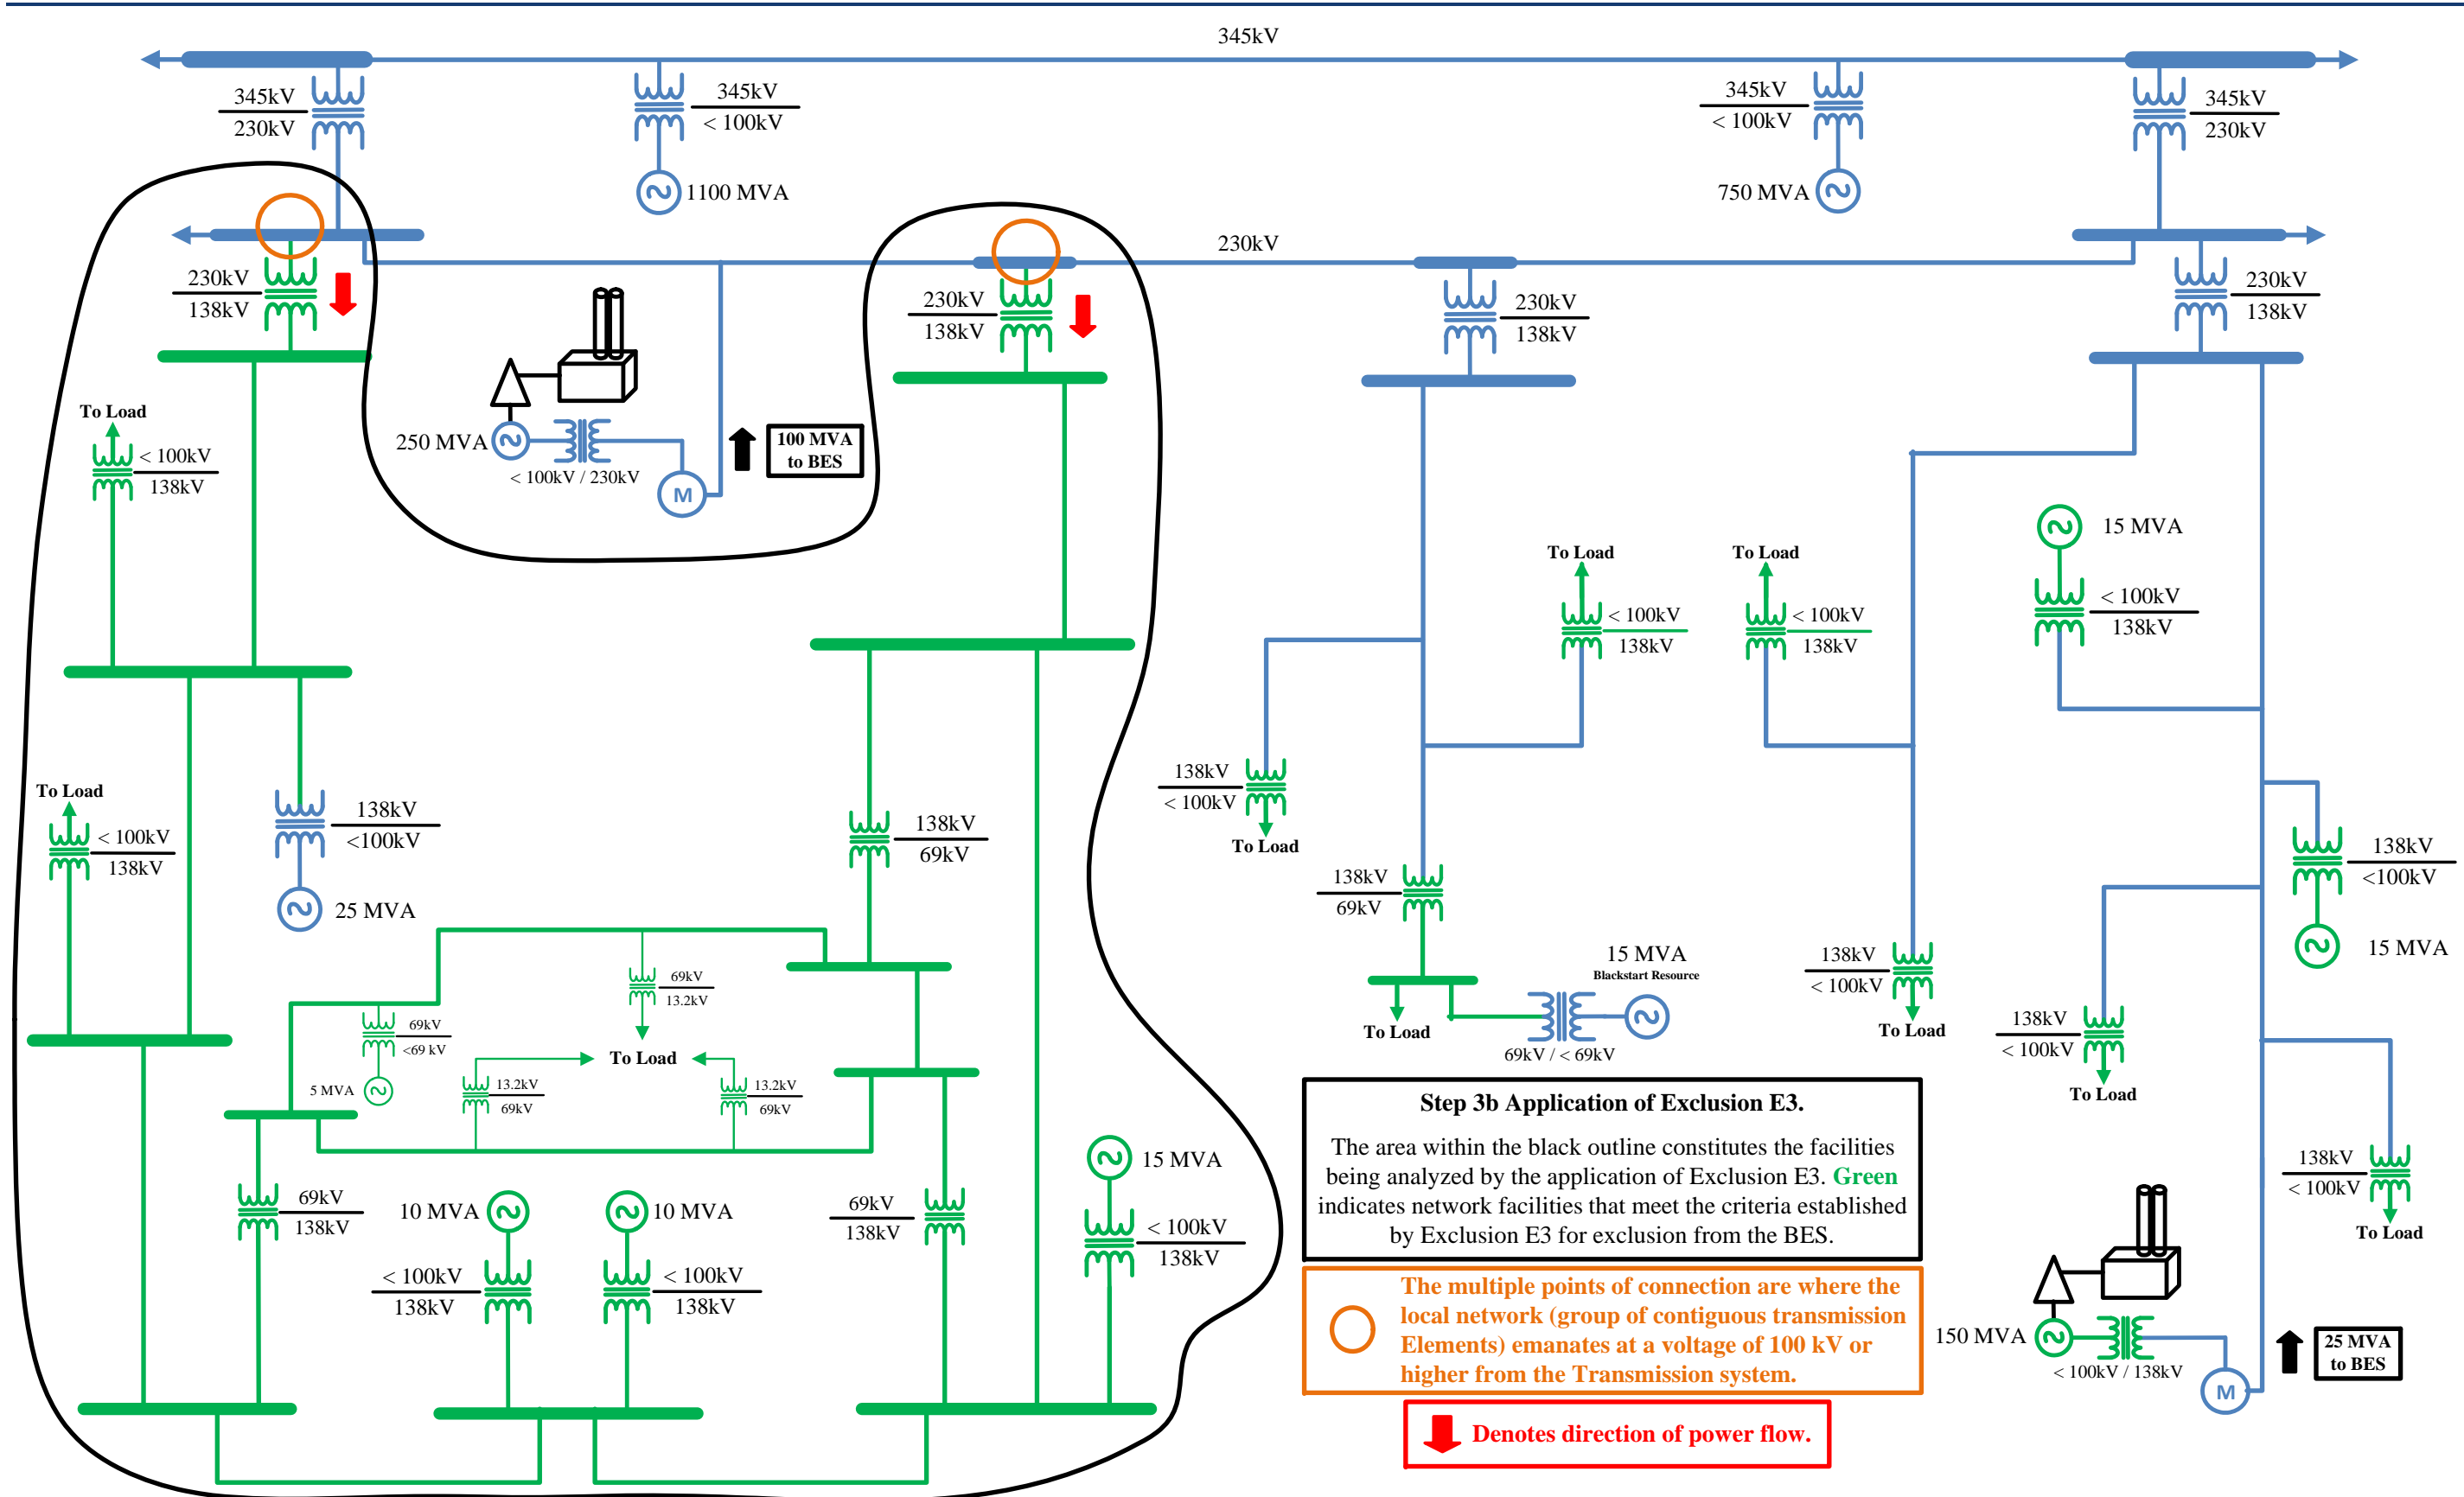 345kV
345kV
230kV
345kV
< 100kV
345kV
< 100kV
345kV
230kV
1100 MVA
750 MVA
230kV
230kV
138kV
230kV
138kV
230kV
138kV
230kV
138kV
To Load
< 100kV
138kV
250 MVA
< 100kV / 230kV
M
100 MVA
to BES
15 MVA
< 100kV
138kV
To Load
< 100kV
138kV
To Load
< 100kV
138kV
138kV
< 100kV
To Load
To Load
< 100kV
138kV
138kV
<100kV
25 MVA
138kV
69kV
138kV
<100kV
15 MVA
138kV
69kV
To Load
15 MVA
Blackstart Resource
69kV / < 69kV
138kV
< 100kV
To Load
138kV
< 100kV
To Load
69kV
13.2kV
69kV
<69 kV
5 MVA
To Load
13.2kV
69kV
13.2kV
69kV
69kV
138kV
10 MVA
10 MVA
< 100kV
138kV
< 100kV
138kV
69kV
138kV
15 MVA
< 100kV
138kV
138kV
< 100kV
To Load
Step 3b Application of Exclusion E3.
The area within the black outline constitutes the facilities
being analyzed by the application of Exclusion E3. Green
indicates network facilities that meet the criteria established
by Exclusion E3 for exclusion from the BES.
The multiple points of connection are where the
local network (group of contiguous transmission
Elements) emanates at a voltage of 100 kV or
higher from the Transmission system.
Denotes direction of power flow.
150 MVA
< 100kV / 138kV
M
25 MVA
to BES